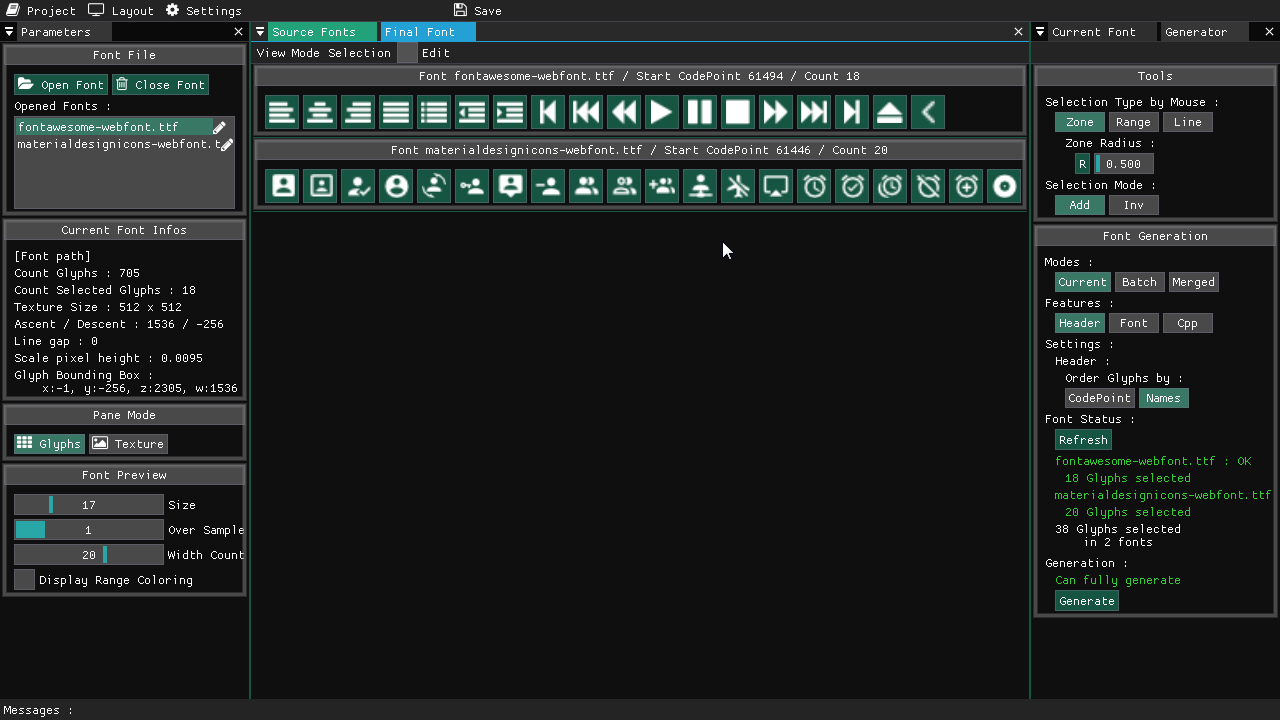 Project Layout Settings Save
Parameters
Font File
Open Font Close Font
Opened Fonts :
fontawesome-webfont.ttf
materialdesignicons-webfont.t
Current Font Infos
[Font path]
Count Glyphs : 705
Count Selected Glyphs : 18
Texture Size : 512 x 512
Ascent / Descent : 1536 / -256
Line gap : 0
Scale pixel height : 0.0095
Glyph Bounding Box :
x:-1, y:-256, z:2305, w:1536
Pane Mode
Glyphs Texture
Font Preview
17 Size
1 Over Sample
20 Width Count
Display Range Coloring
Source Fonts Final Font
View Mode Selection Edit
Font fontawesome-webfont.ttf / Start CodePoint 61494 / Count 18
Font materialdesignicons-webfont.ttf / Start CodePoint 61446 / Count 20
Current Font Generator
Tools
Selection Type by Mouse :
Zone Range Line
Zone Radius :
R 0.500
Selection Mode :
Add Inv
Font Generation
Modes :
Current Batch Merged
Features :
Header Font Cpp
Settings :
Header :
Order Glyphs by :
CodePoint Names
Font Status :
Refresh
fontawesome-webfont.ttf : OK
18 Glyphs selected
materialdesignicons-webfont.ttf
20 Glyphs selected
38 Glyphs selected
in 2 fonts
Generation :
Can fully generate
Generate
Messages :